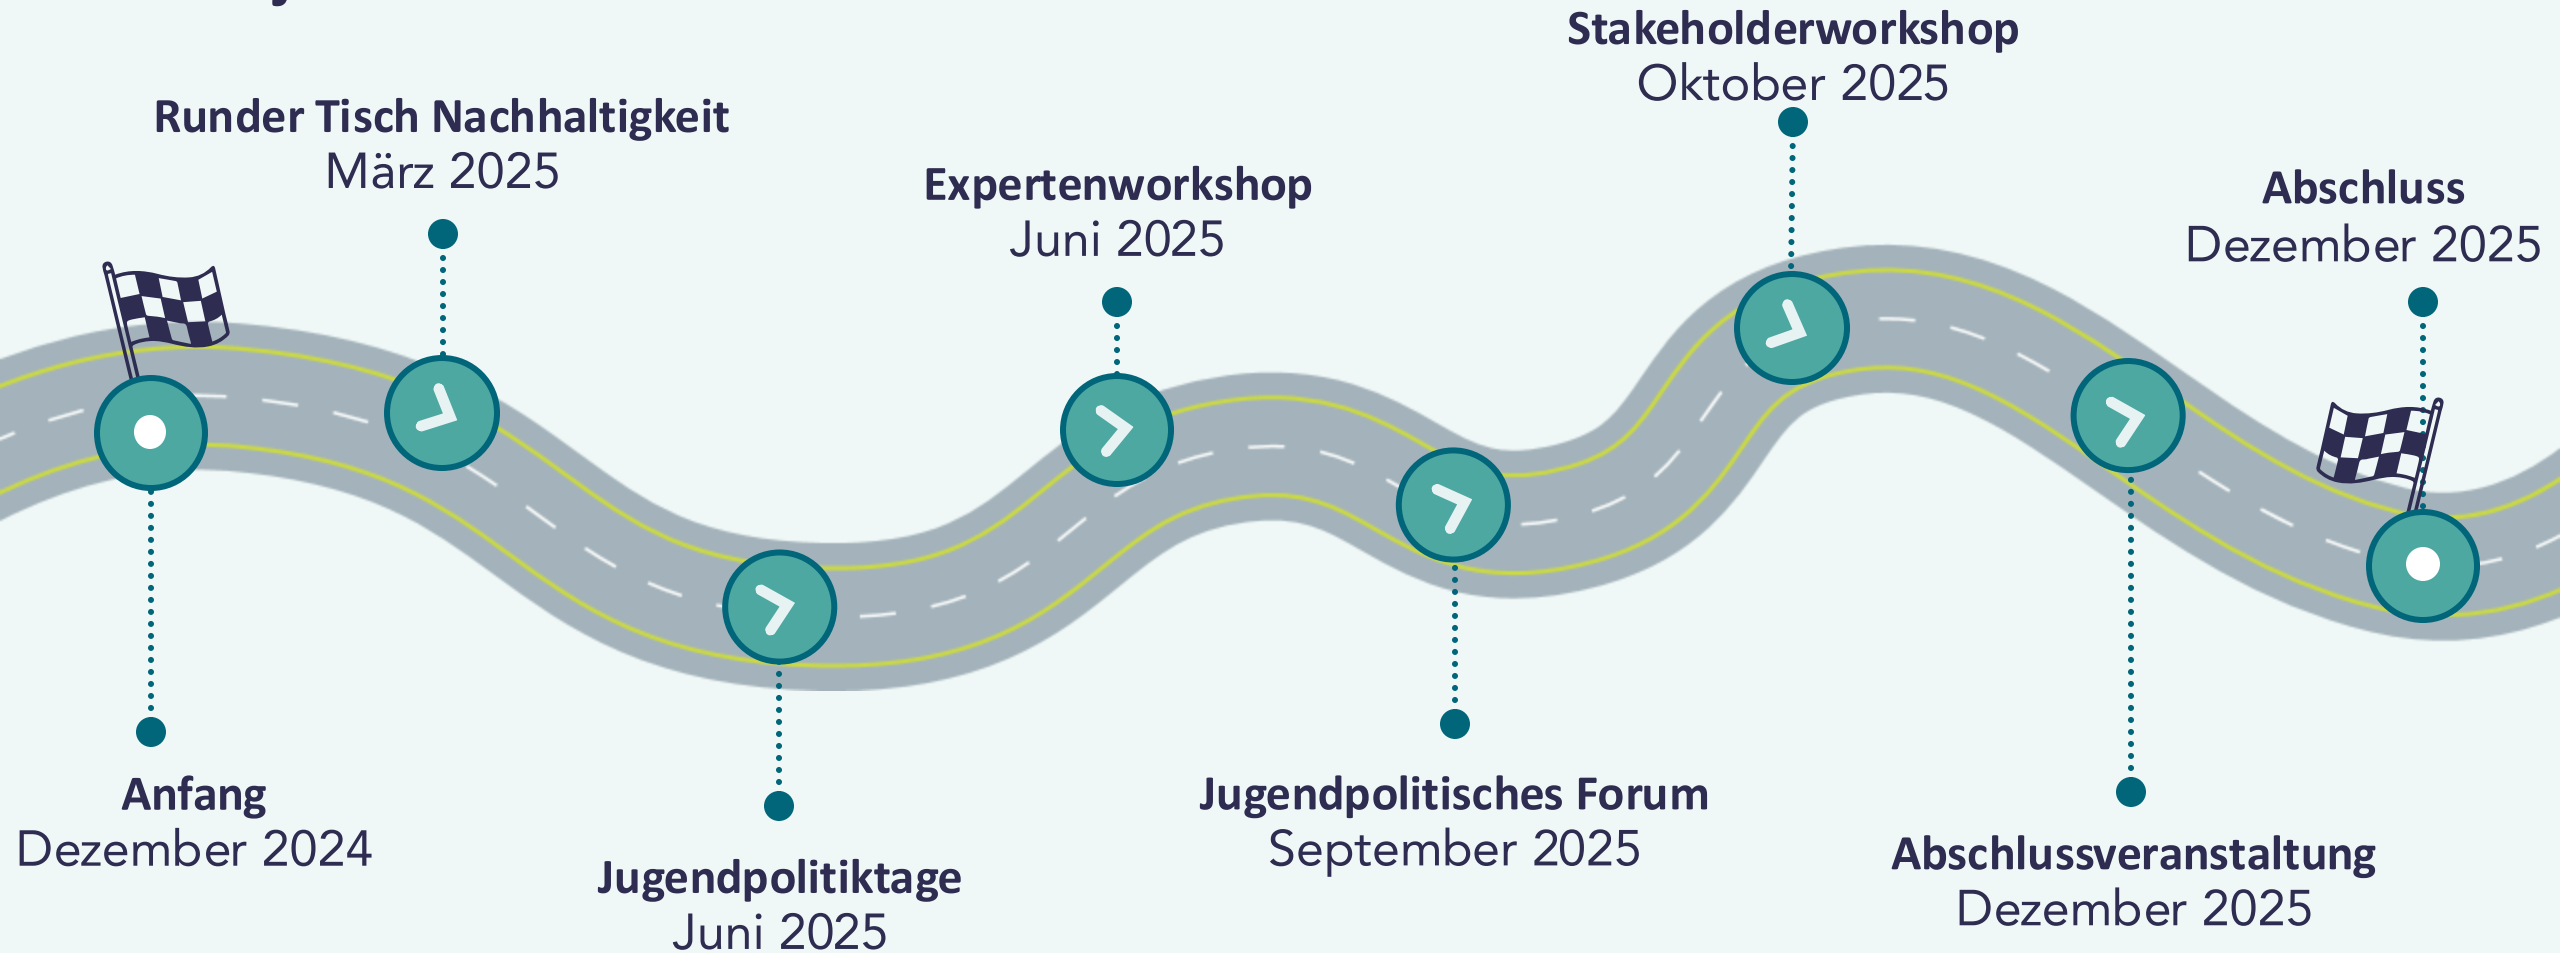 Anfang
Dezember 2024
Runder Tisch Nachhaltigkeit
März 2025
Jugendpolitiktage
Juni 2025
Expertenworkshop
Juni 2025
Jugendpolitisches Forum
September 2025
Stakeholderworkshop
Oktober 2025
Abschlussveranstaltung
Dezember 2025
Abschluss
Dezember 2025